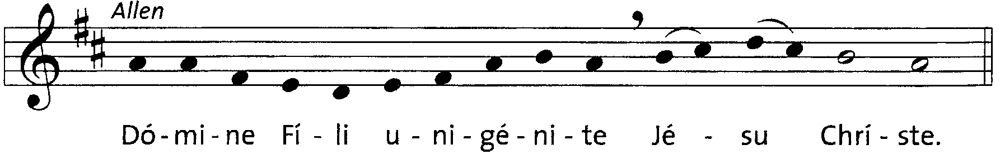 Allen
Dó - mi - ne Fí - li u - ni - gé - ni - te Jé - su Chrí - ste.